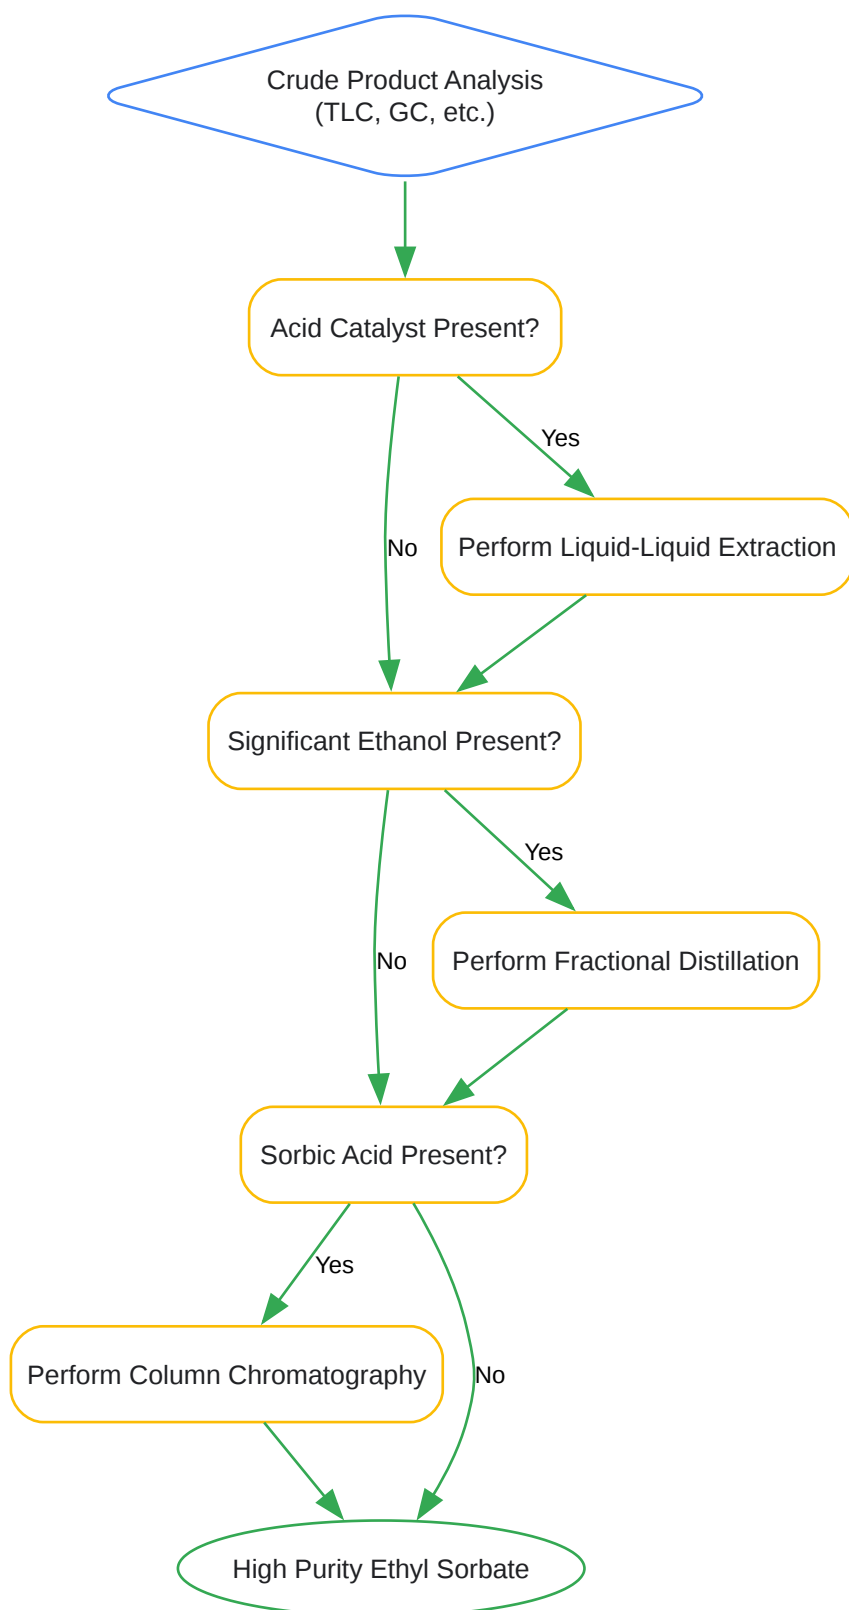 Crude Product Analysis
(TLC, GC, etc.)
Acid Catalyst Present?
Yes
No
Perform Liquid-Liquid Extraction
Significant Ethanol Present?
Yes
No
Perform Fractional Distillation
Sorbic Acid Present?
Yes
Perform Column Chromatography
No
High Purity Ethyl Sorbate